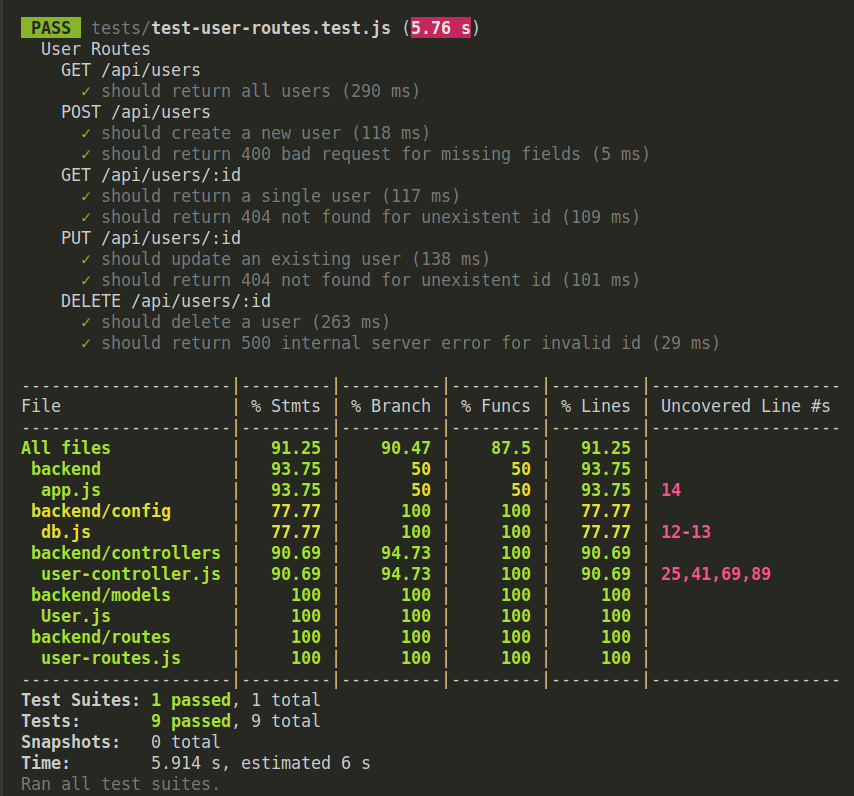 PASS tests/test-user-routes.test.js (5.76 s)
User Routes
GET /api/users
✓ should return all users (290 ms)
POST /api/users
✓ should create a new user (118 ms)
✓ should return 400 bad request for missing fields (5 ms)
GET /api/users/:id
✓ should return a single user (117 ms)
✓ should return 404 not found for unexistent id (109 ms)
PUT /api/users/:id
✓ should update an existing user (138 ms)
✓ should return 404 not found for unexistent id (101 ms)
DELETE /api/users/:id
✓ should delete a user (263 ms)
✓ should return 500 internal server error for invalid id (29 ms)
---------------------|---------|----------|---------|---------|-------------------
File                 | % Stmts | % Branch | % Funcs | % Lines | Uncovered Line #s
---------------------|---------|----------|---------|---------|-------------------
All files            |   91.25 |    90.47 |    87.5 |   91.25 |
 backend             |   93.75 |       50 |      50 |   93.75 |
  app.js             |   93.75 |       50 |      50 |   93.75 | 14
 backend/config      |   77.77 |      100 |     100 |   77.77 |
  db.js              |   77.77 |      100 |     100 |   77.77 | 12-13
 backend/controllers |   90.69 |    94.73 |     100 |   90.69 |
  user-controller.js |   90.69 |    94.73 |     100 |   90.69 | 25,41,69,89
 backend/models      |     100 |      100 |     100 |     100 |
  User.js            |     100 |      100 |     100 |     100 |
 backend/routes      |     100 |      100 |     100 |     100 |
  user-routes.js     |     100 |      100 |     100 |     100 |
---------------------|---------|----------|---------|---------|-------------------
Test Suites: 1 passed, 1 total
Tests:       9 passed, 9 total
Snapshots:   0 total
Time:        5.914 s, estimated 6 s
Ran all test suites.